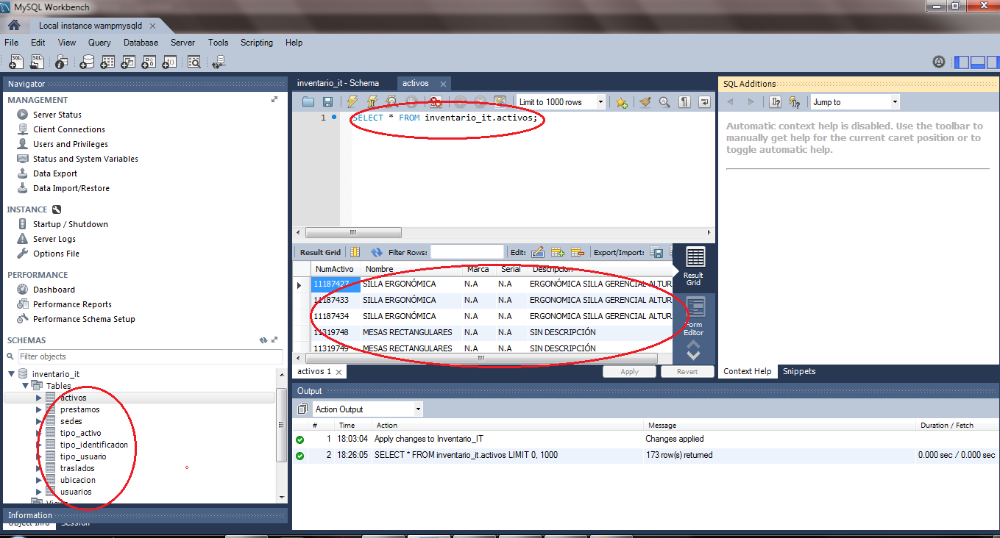 MySQL Workbench
Local instance wampmysqld
File Edit View Query Database Server Tools Scripting Help
Navigator
MANAGEMENT
Server Status
Client Connections
Users and Privileges
Status and System Variables
Data Export
Data Import/Restore
INSTANCE
Startup / Shutdown
Server Logs
Options File
PERFORMANCE
Dashboard
Performance Reports
Performance Schema Setup
SCHEMAS
Filter objects
inventario_it
Tables
activos
prestamos
sedes
tipo_activo
tipo_identificacion
tipo_usuario
traslados
ubicacion
usuarios
Views
Information
Object Info Session
inventario_it - Schema activos
Limit to 1000 rows
1 SELECT * FROM inventario_it.activos;
Result Grid Filter Rows: Edit: Export/Import:
NumActivo Nombre Marca Serial Descripcion
11187427 SILLA ERGONÓMICA N.A N.A ERGONÓMICA SILLA GERENCIAL ALTUR
11187433 SILLA ERGONÓMICA N.A N.A ERGONOMICA SILLA GERENCIAL ALTUR
11187434 SILLA ERGONÓMICA N.A N.A ERGONOMICA SILLA GERENCIAL ALTUR
11319748 MESAS RECTANGULARES N.A N.A SIN DESCRIPCIÓN
11319749 MESAS RECTANGULARES N.A N.A SIN DESCRIPCIÓN
Result
Grid
Form
Editor
activos 1
Apply Revert
SQL Additions
Jump to
Automatic context help is disabled. Use the toolbar to
manually get help for the current caret position or to
toggle automatic help.
Context Help Snippets
Output
Action Output
# Time Action Message Duration / Fetch
1 18:03:04 Apply changes to Inventario_IT Changes applied
2 18:26:05 SELECT * FROM inventario_it.activos LIMIT 0, 1000 173 row(s) returned 0.000 sec / 0.000 sec